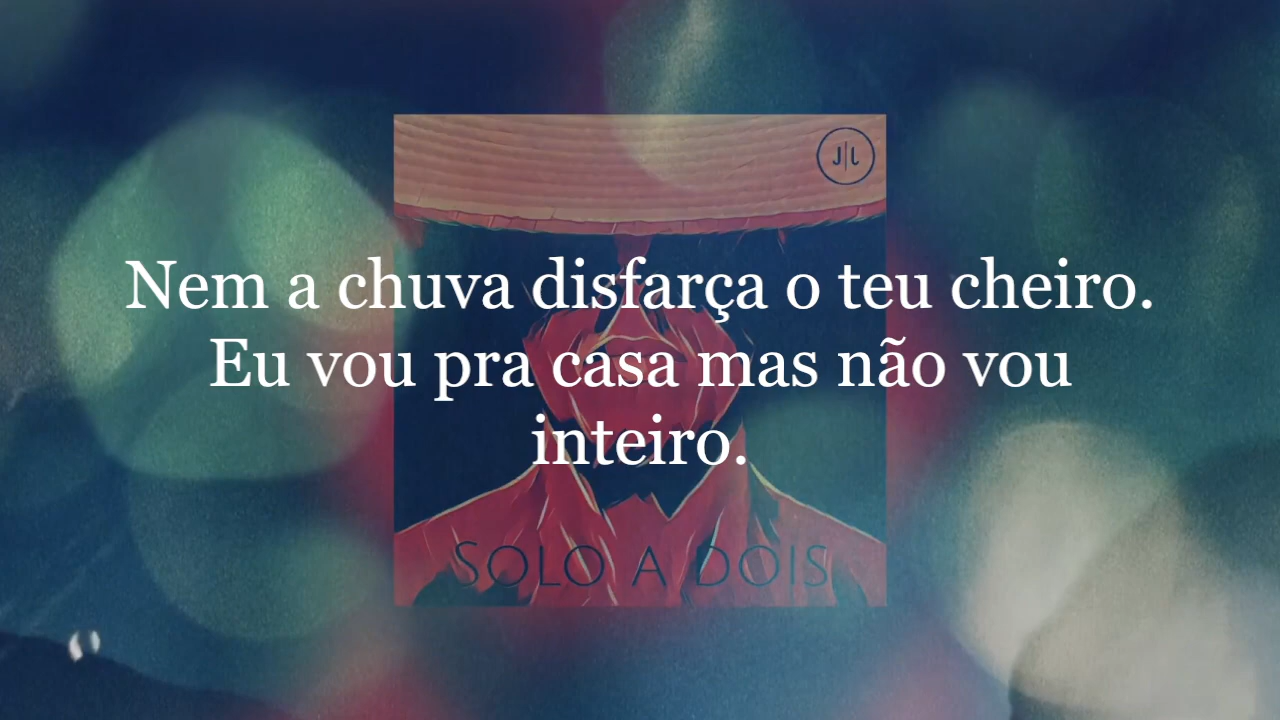 J|L
Nem a chuva disfarça o teu cheiro.
Eu vou pra casa mas não vou
inteiro.
SOLO A DOIS